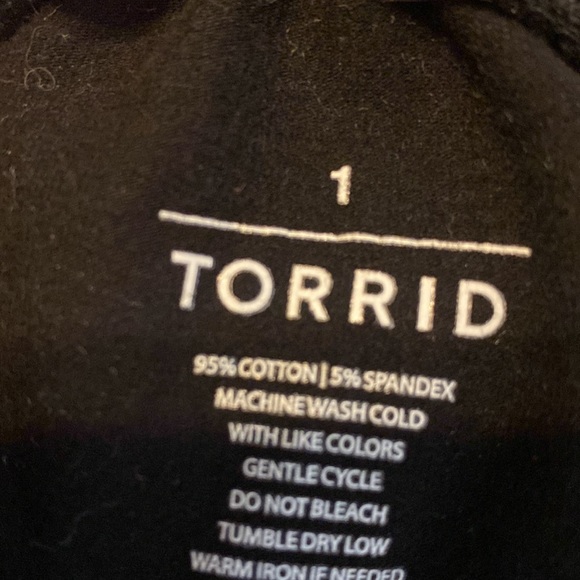 1
TORRID
95% COTTON | 5% SPANDEX
MACHINE WASH COLD
WITH LIKE COLORS
GENTLE CYCLE
DO NOT BLEACH
TUMBLE DRY LOW
WARM IRON IF NEEDED